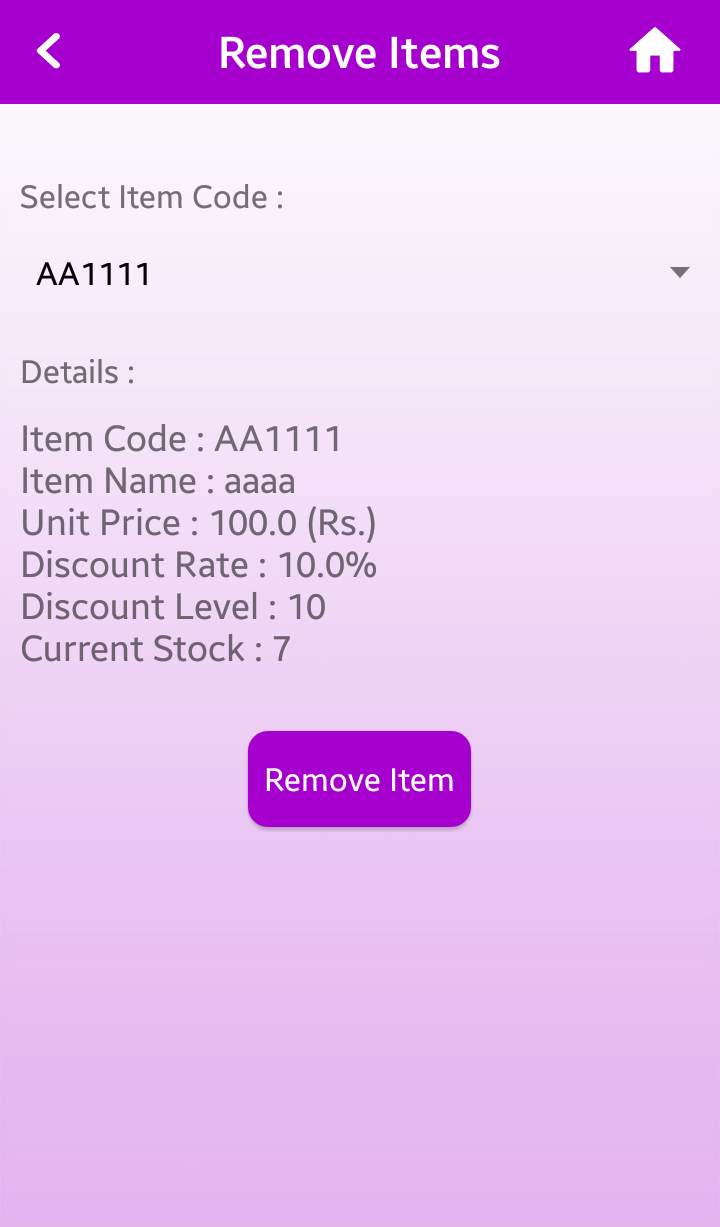 Remove Items
Select Item Code :
AA1111
Details :
Item Code : AA1111
Item Name : aaaa
Unit Price : 100.0 (Rs.)
Discount Rate : 10.0%
Discount Level : 10
Current Stock : 7
Remove Item